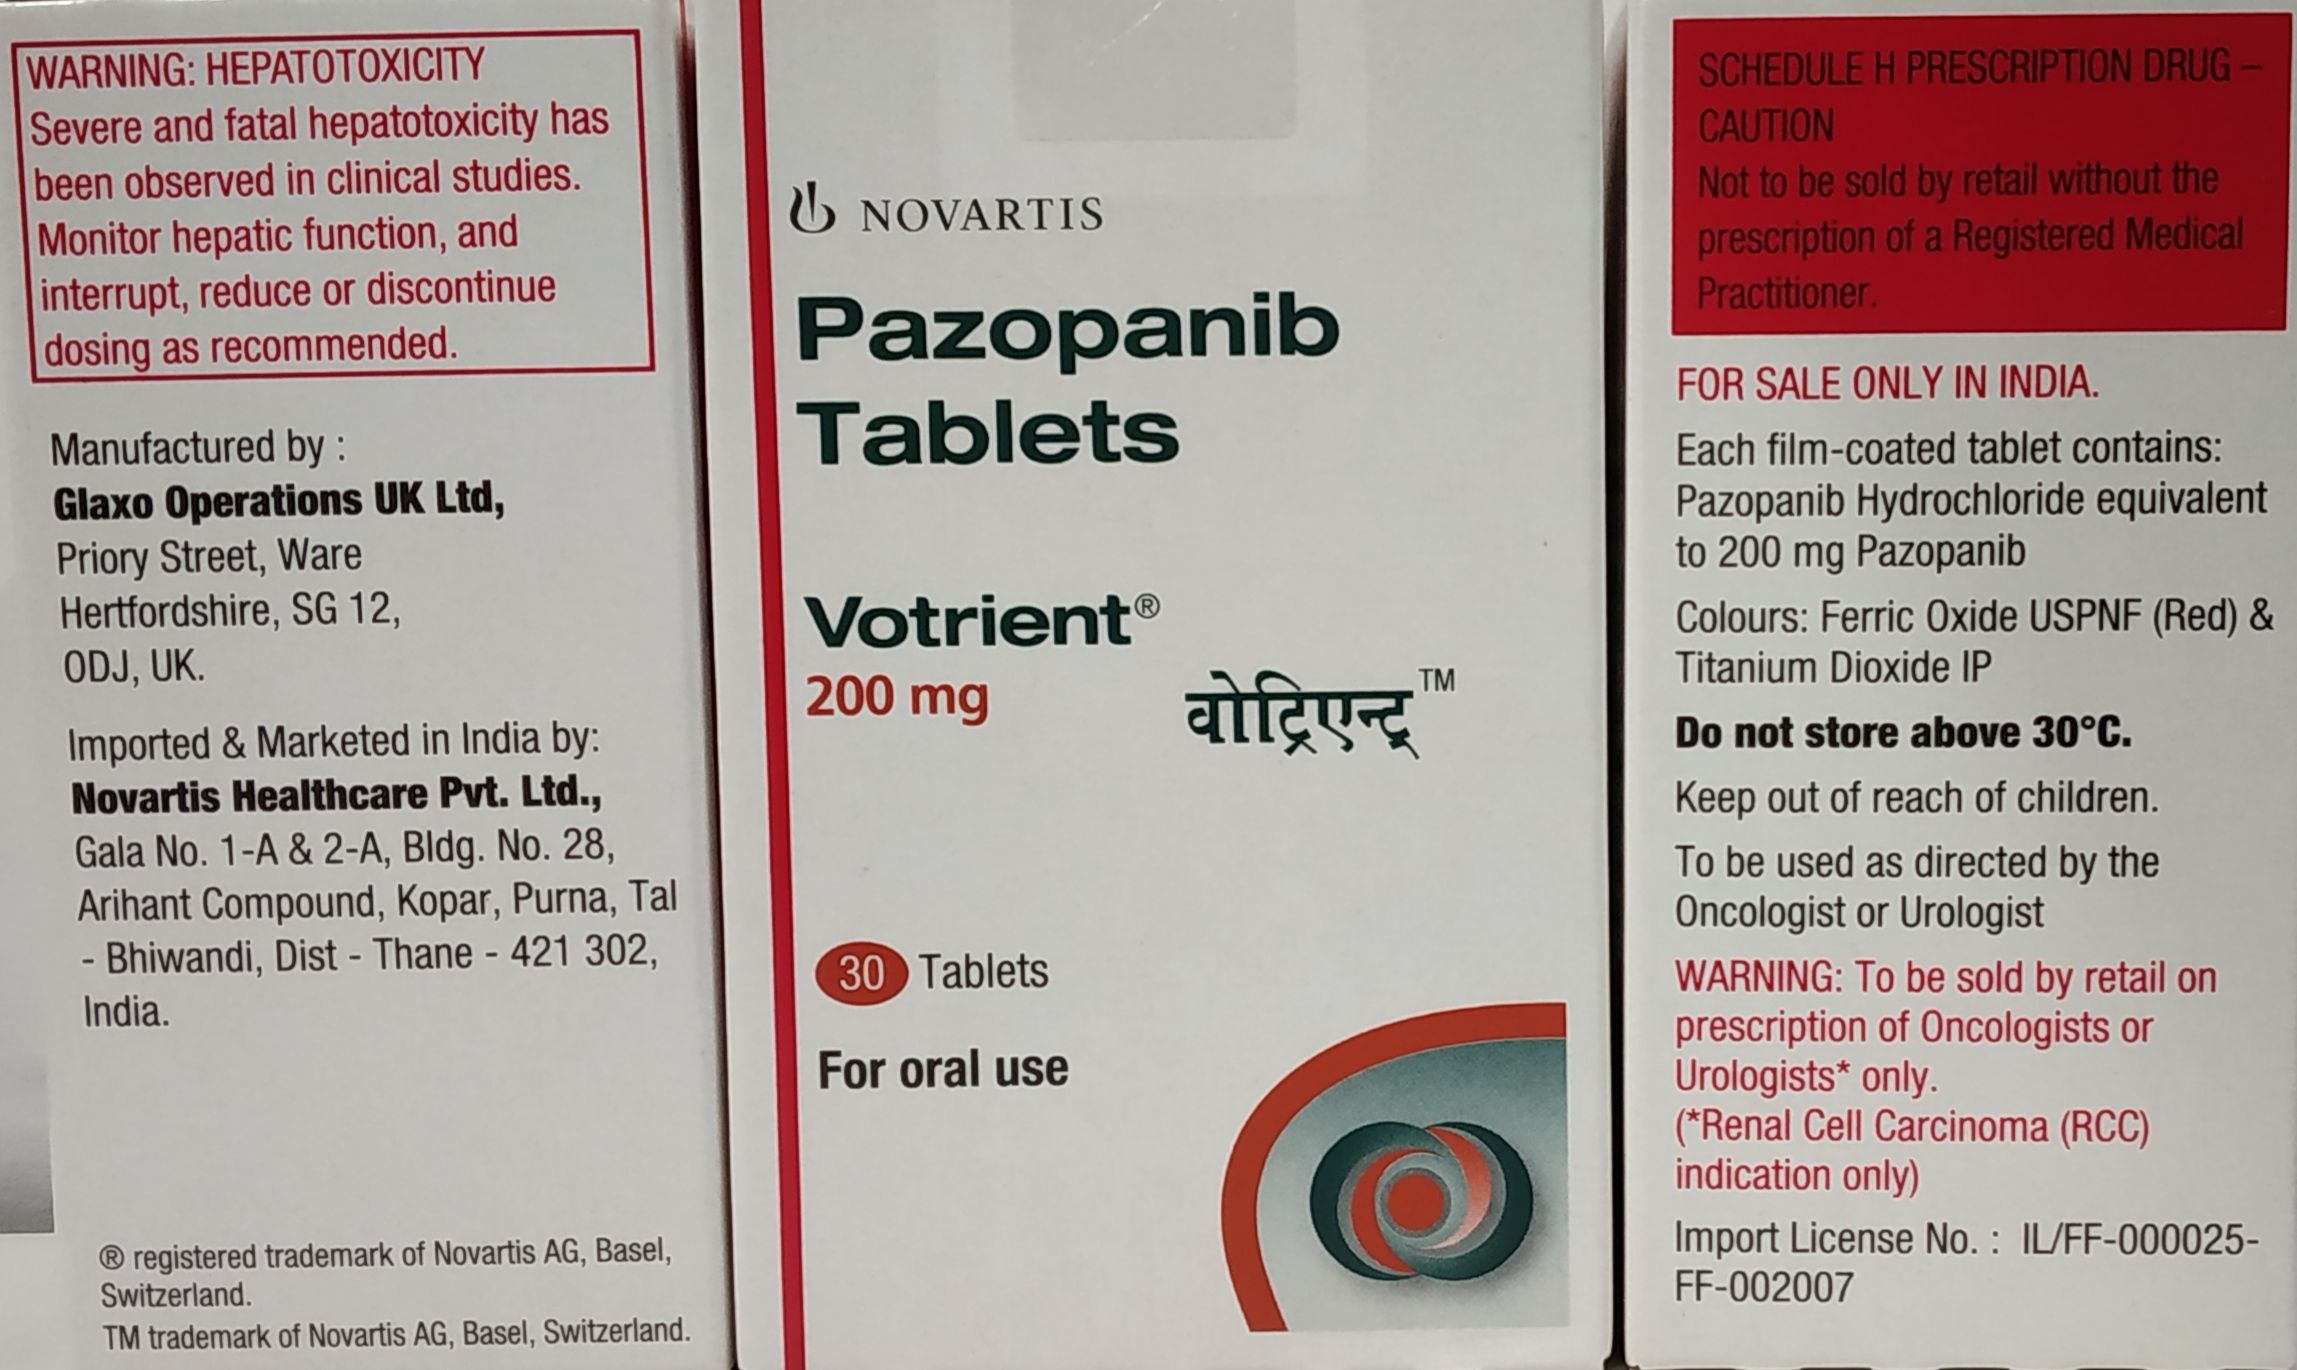 WARNING: HEPATOTOXICITY
Severe and fatal hepatotoxicity has
been observed in clinical studies.
Monitor hepatic function, and
interrupt, reduce or discontinue
dosing as recommended.
Manufactured by :
Glaxo Operations UK Ltd,
Priory Street, Ware
Hertfordshire, SG 12,
ODJ, UK.
Imported & Marketed in India by:
Novartis Healthcare Pvt. Ltd.,
Gala No. 1-A & 2-A, Bldg. No. 28,
Arihant Compound, Kopar, Purna, Tal
- Bhiwandi, Dist - Thane - 421 302,
India.
® registered trademark of Novartis AG, Basel,
Switzerland.
TM trademark of Novartis AG, Basel, Switzerland.
NOVARTIS
Pazopanib
Tablets
Votrient®
200 mg
वोट्रिएन्ट्र्™
30 Tablets
For oral use
SCHEDULE H PRESCRIPTION DRUG –
CAUTION
Not to be sold by retail without the
prescription of a Registered Medical
Practitioner.
FOR SALE ONLY IN INDIA.
Each film-coated tablet contains:
Pazopanib Hydrochloride equivalent
to 200 mg Pazopanib
Colours: Ferric Oxide USPNF (Red) &
Titanium Dioxide IP
Do not store above 30°C.
Keep out of reach of children.
To be used as directed by the
Oncologist or Urologist
WARNING: To be sold by retail on
prescription of Oncologists or
Urologists* only.
(*Renal Cell Carcinoma (RCC)
indication only)
Import License No. : IL/FF-000025-
FF-002007